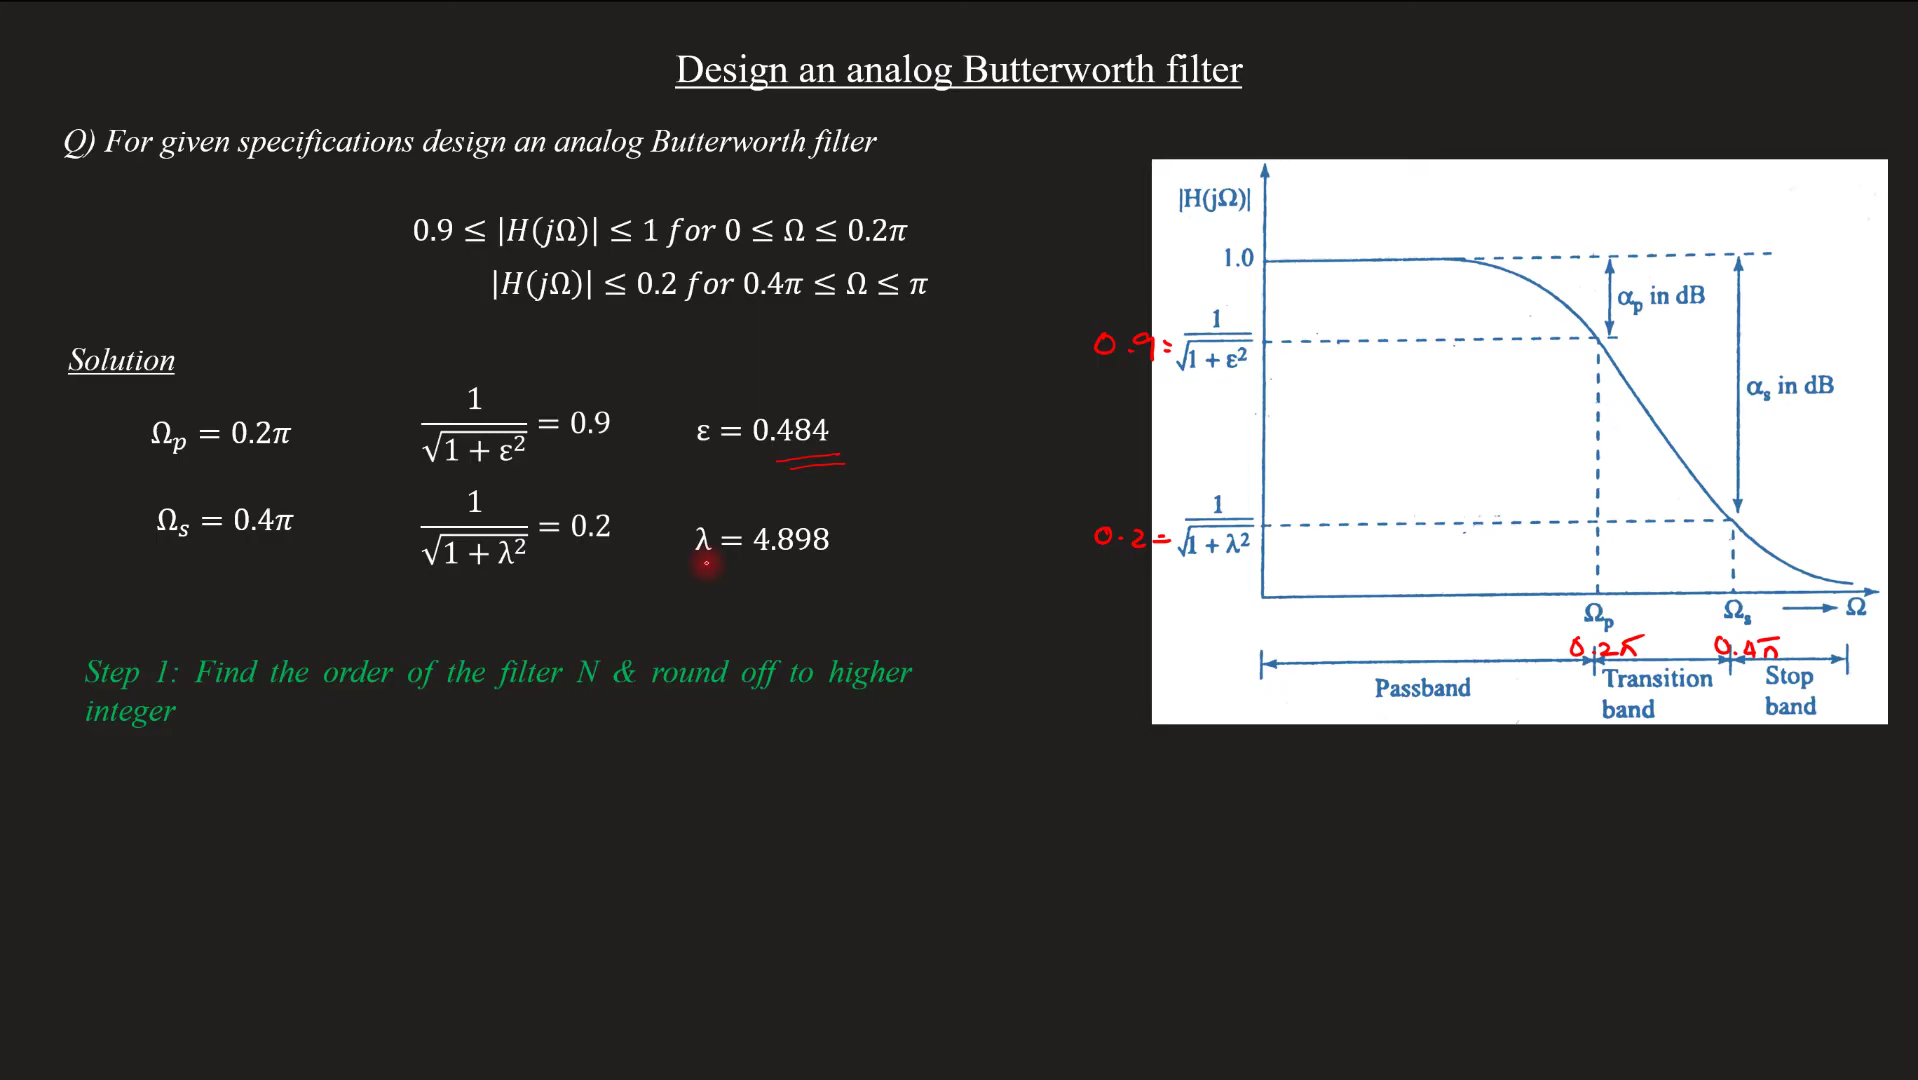 Design an analog Butterworth filter
Q) For given specifications design an analog Butterworth filter
0.9 ≤ |H(jΩ)| ≤ 1 for 0 ≤ Ω ≤ 0.2π
|H(jΩ)| ≤ 0.2 for 0.4π ≤ Ω ≤ π
Solution
Ωₚ = 0.2π
1/√(1 + ε²) = 0.9
ε = 0.484
Ωₛ = 0.4π
1/√(1 + λ²) = 0.2
λ = 4.898
Step 1: Find the order of the filter N & round off to higher
integer
|H(jΩ)|
1.0
αₚ in dB
0.9 = 1/√(1 + ε²)
αₛ in dB
0.2 = 1/√(1 + λ²)
Ωₚ
Ωₛ
Ω
0.2π
0.4π
Passband
Transition
band
Stop
band